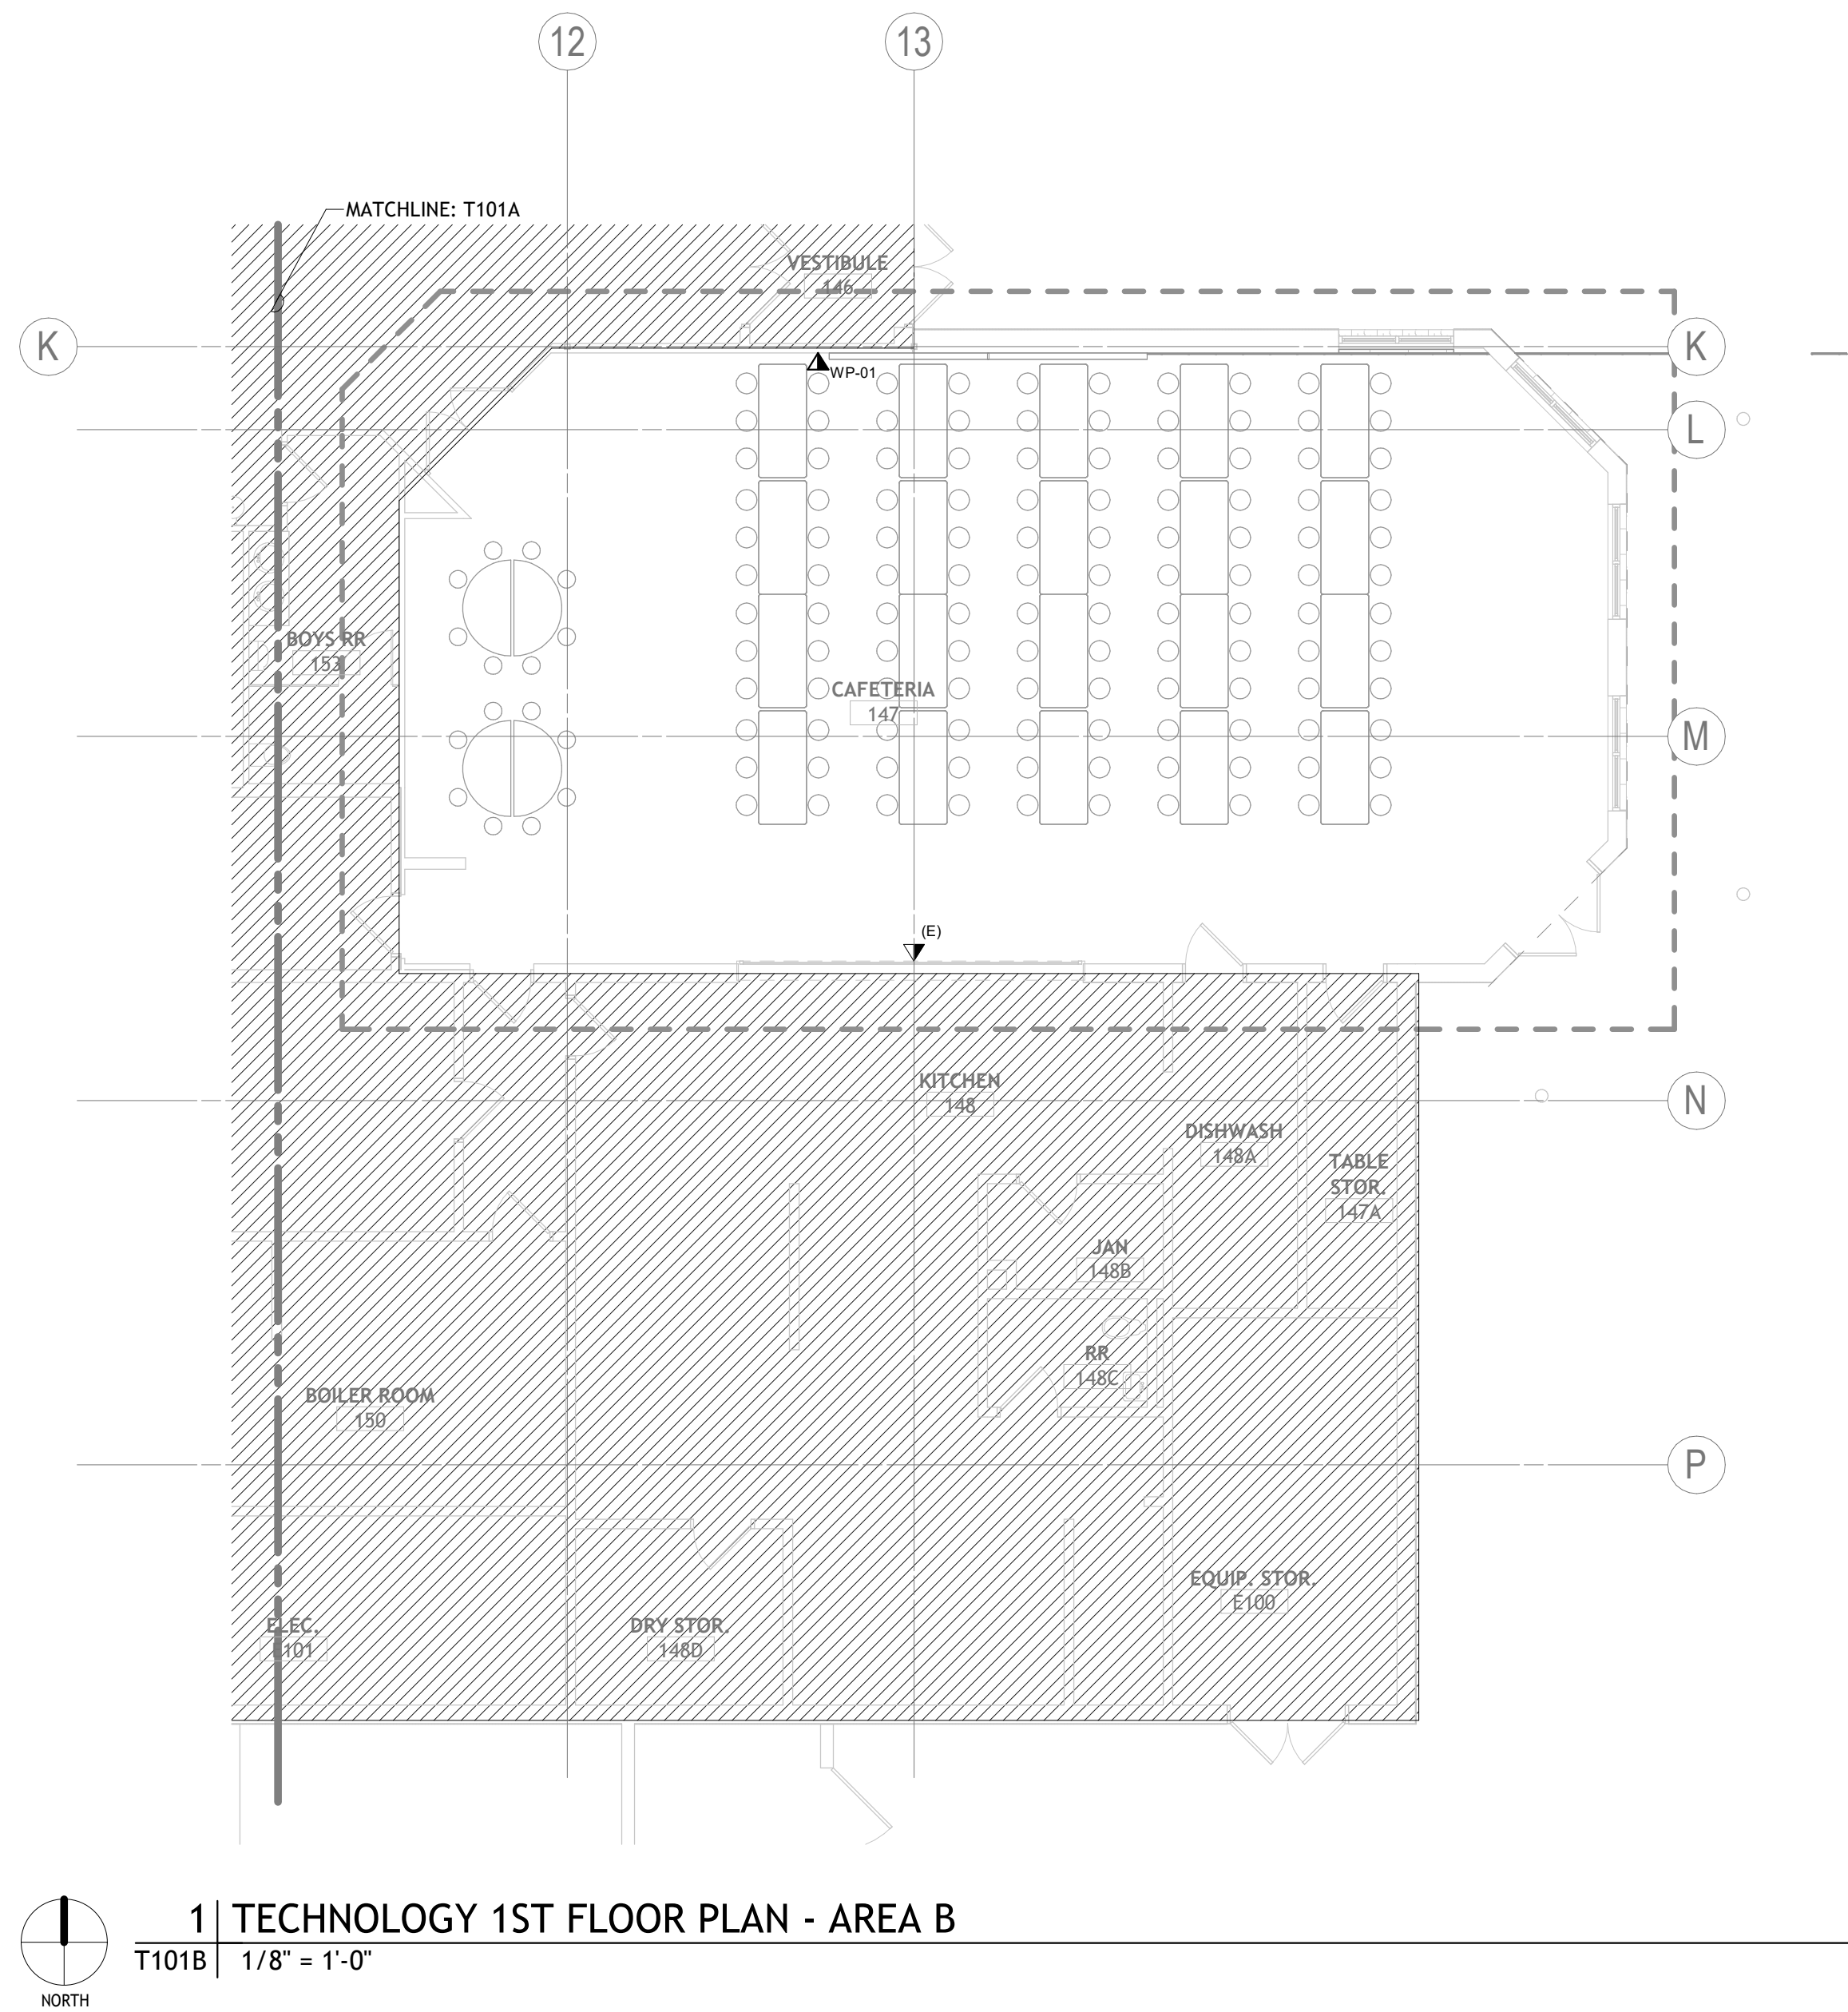 12
13
MATCHLINE: T101A
VESTIBULE
146
K
K
WP-01
L
BOYS RR
153
CAFETERIA
147
M
(E)
KITCHEN
148
N
DISHWASH
148A
TABLE
STOR.
147A
JAN
148B
RR
148C
BOILER ROOM
150
P
EQUIP. STOR.
E100
ELEC.
E101
DRY STOR.
148D
1
TECHNOLOGY 1ST FLOOR PLAN - AREA B
T101B
1/8" = 1'-0"
NORTH